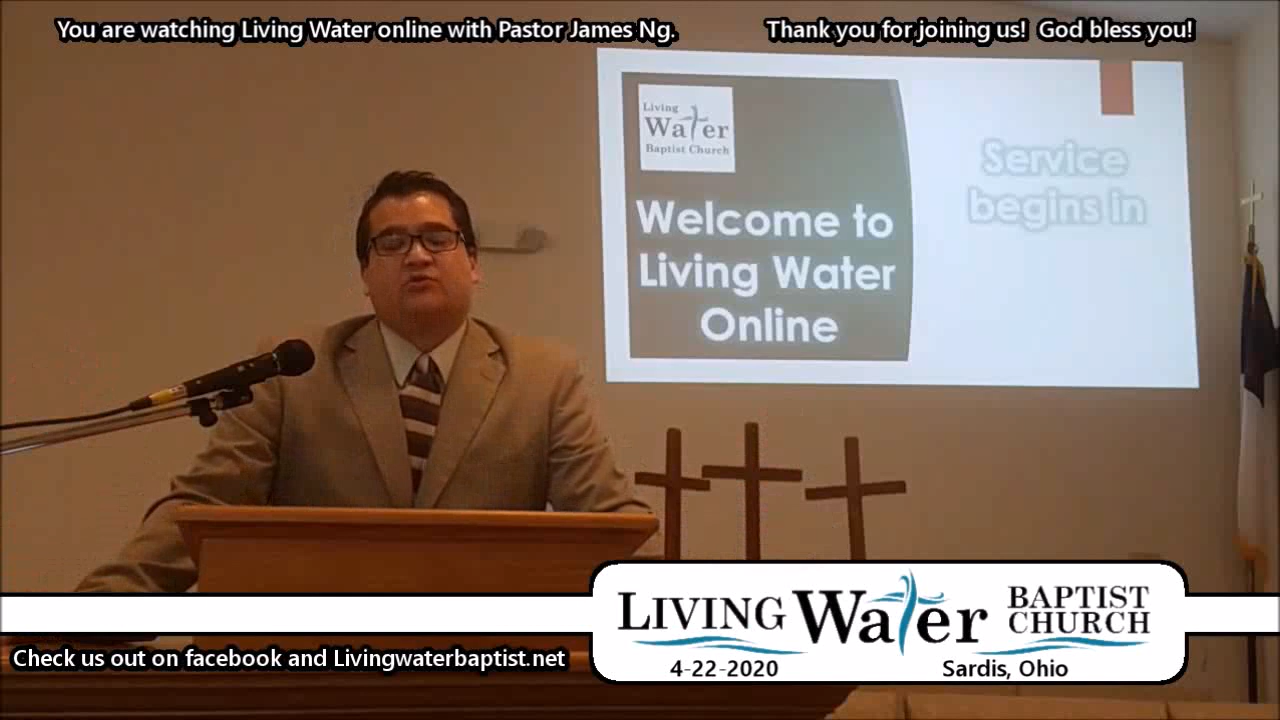 You are watching Living Water online with Pastor James Ng. Thank you for joining us! God bless you!
Living
Water
Baptist Church
Welcome to
Living Water
Online
Service
begins in
LIVING Water BAPTIST
CHURCH
4-22-2020 Sardis, Ohio
Check us out on facebook and Livingwaterbaptist.net